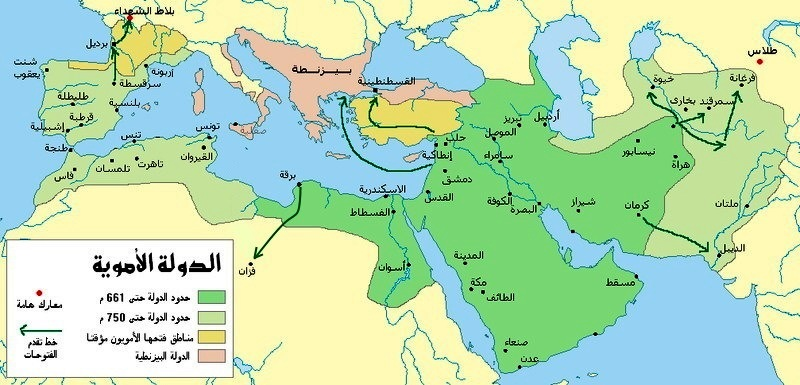 بلاط الشهداء
برديل
شنت
يعقوب
أربونة
سرقسطة
طليطلة
بلنسية
قرطبة
إشبيلية
طنجة
فاس
تنس
تلمسان
تاهرت
تونس
القيروان
بيزنطة
القسطنطينية
برقة
فزان
الاسكندرية
الفسطاط
أسوان
حلب
إنطاكية
دمشق
القدس
الموصل
تبريز
أردبيل
سامراء
الكوفة
البصرة
شيراز
كرمان
نيسابور
هراة
خيوة
بخارى
سمرقند
فرغانة
طلاس
ملتان
الديبل
المدينة
مكة
الطائف
صنعاء
عدن
مسقط
الدولة الأموية
حدود الدولة حتى 661 م
حدود الدولة حتى 750 م
مناطق فتحها الأمويون مؤقتا
الدولة البيزنطية
معارك هامة
خط تقدم
الفتوحات